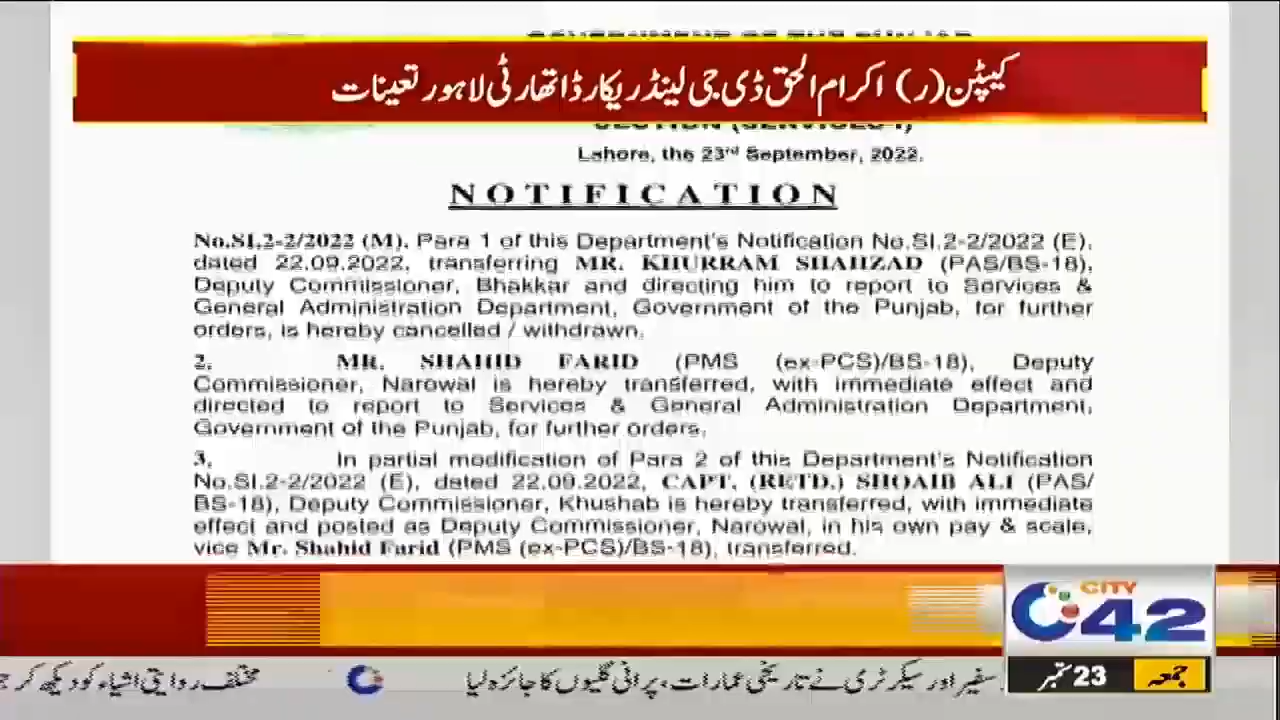 کیپٹن(ر) اکرام الحق ڈی جی لینڈ ریکارڈ اتھارٹی لاہور تعینات
SECTION (SERVICES-I)
Lahore, the 23rd September, 2022.
NOTIFICATION
No.SI.2-2/2022 (M). Para 1 of this Department's Notification No.SI.2-2/2022 (E),
dated 22.09.2022, transferring MR. KHURRAM SHAHZAD (PAS/BS-18),
Deputy Commissioner, Bhakkar and directing him to report to Services &
General Administration Department, Government of the Punjab, for further
orders, is hereby cancelled / withdrawn.
2. MR. SHAHID FARID (PMS (ex-PCS)/BS-18), Deputy
Commissioner, Narowal is hereby transferred, with immediate effect and
directed to report to Services & General Administration Department,
Government of the Punjab, for further orders.
3. In partial modification of Para 2 of this Department's Notification
No.SI.2-2/2022 (E), dated 22.09.2022, CAPT. (RETD.) SHOAIB ALI (PAS/
BS-18), Deputy Commissioner, Khushab is hereby transferred, with immediate
effect and posted as Deputy Commissioner, Narowal, in his own pay & scale,
vice Mr. Shahid Farid (PMS (ex-PCS)/BS-18), transferred.
CITY
42
جمعہ
23 ستمبر
سفیر اور سیکرٹری نے تاریخی عمارات، پرانی گلیوں کا جائزہ لیا
مختلف روایتی اشیاء کو دیکھ کر